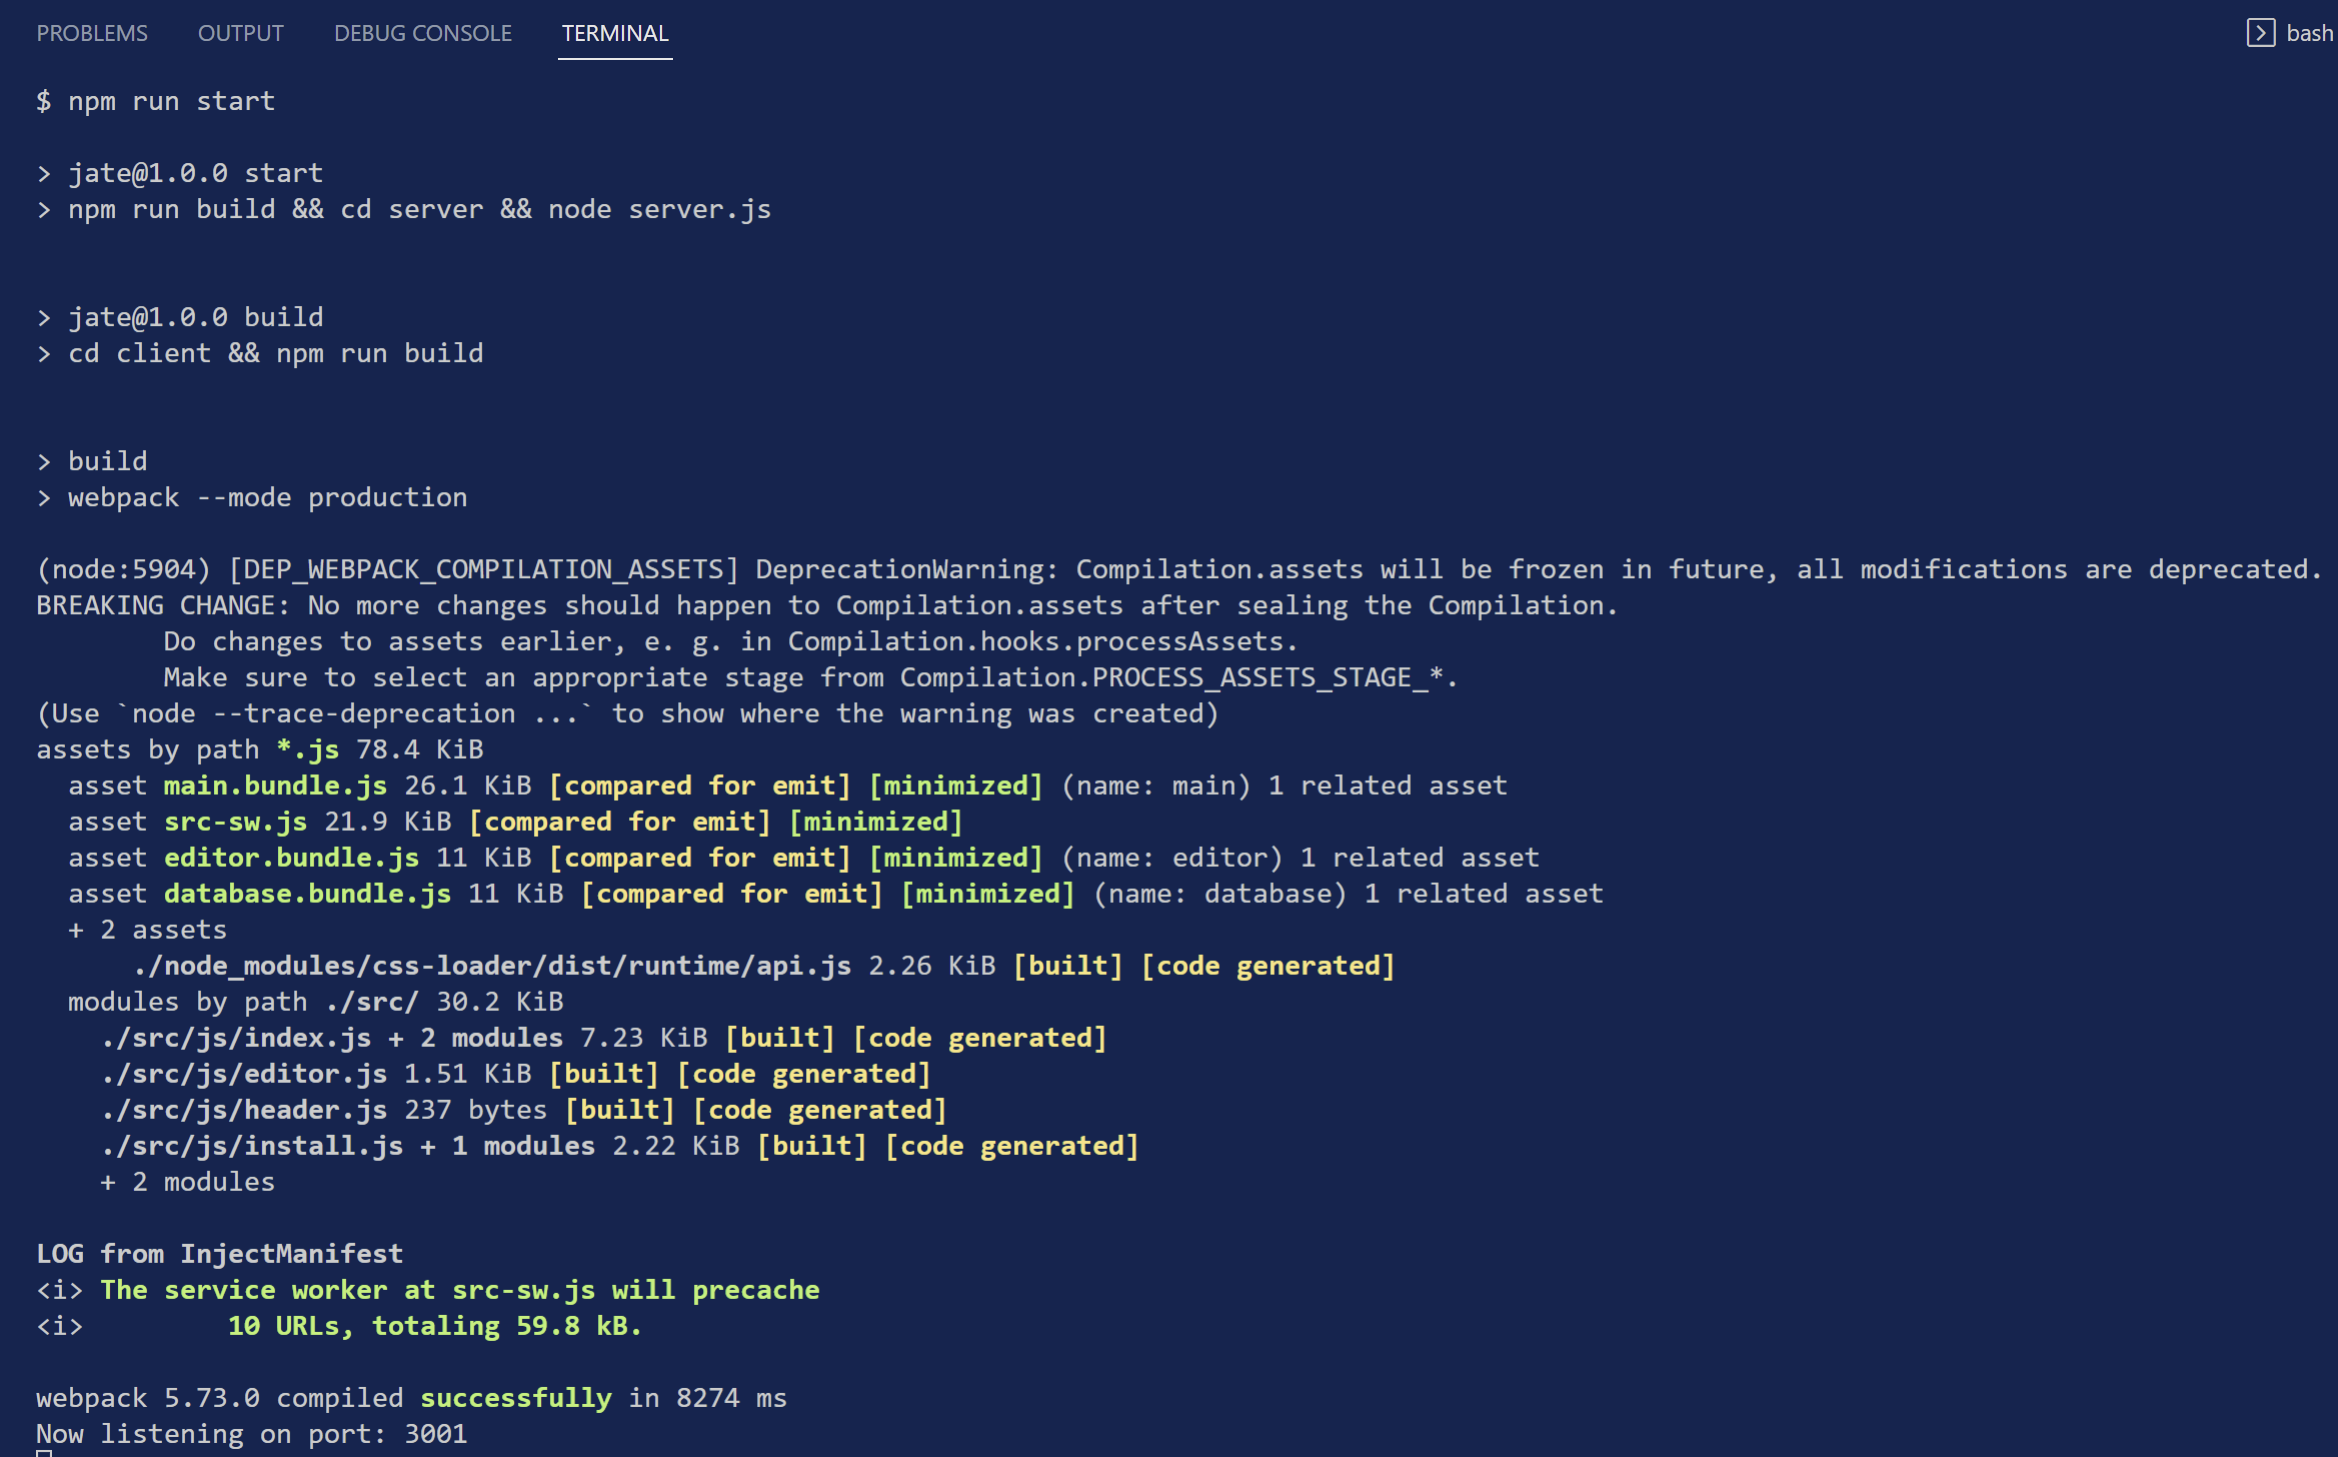 PROBLEMS OUTPUT DEBUG CONSOLE TERMINAL bash
$ npm run start
> jate@1.0.0 start
> npm run build && cd server && node server.js
> jate@1.0.0 build
> cd client && npm run build
> build
> webpack --mode production
(node:5904) [DEP_WEBPACK_COMPILATION_ASSETS] DeprecationWarning: Compilation.assets will be frozen in future, all modifications are deprecated.
BREAKING CHANGE: No more changes should happen to Compilation.assets after sealing the Compilation.
Do changes to assets earlier, e. g. in Compilation.hooks.processAssets.
Make sure to select an appropriate stage from Compilation.PROCESS_ASSETS_STAGE_*.
(Use `node --trace-deprecation ...` to show where the warning was created)
assets by path *.js 78.4 KiB
asset main.bundle.js 26.1 KiB [compared for emit] [minimized] (name: main) 1 related asset
asset src-sw.js 21.9 KiB [compared for emit] [minimized]
asset editor.bundle.js 11 KiB [compared for emit] [minimized] (name: editor) 1 related asset
asset database.bundle.js 11 KiB [compared for emit] [minimized] (name: database) 1 related asset
+ 2 assets
./node_modules/css-loader/dist/runtime/api.js 2.26 KiB [built] [code generated]
modules by path ./src/ 30.2 KiB
./src/js/index.js + 2 modules 7.23 KiB [built] [code generated]
./src/js/editor.js 1.51 KiB [built] [code generated]
./src/js/header.js 237 bytes [built] [code generated]
./src/js/install.js + 1 modules 2.22 KiB [built] [code generated]
+ 2 modules
LOG from InjectManifest
<i> The service worker at src-sw.js will precache
<i> 10 URLs, totaling 59.8 kB.
webpack 5.73.0 compiled successfully in 8274 ms
Now listening on port: 3001